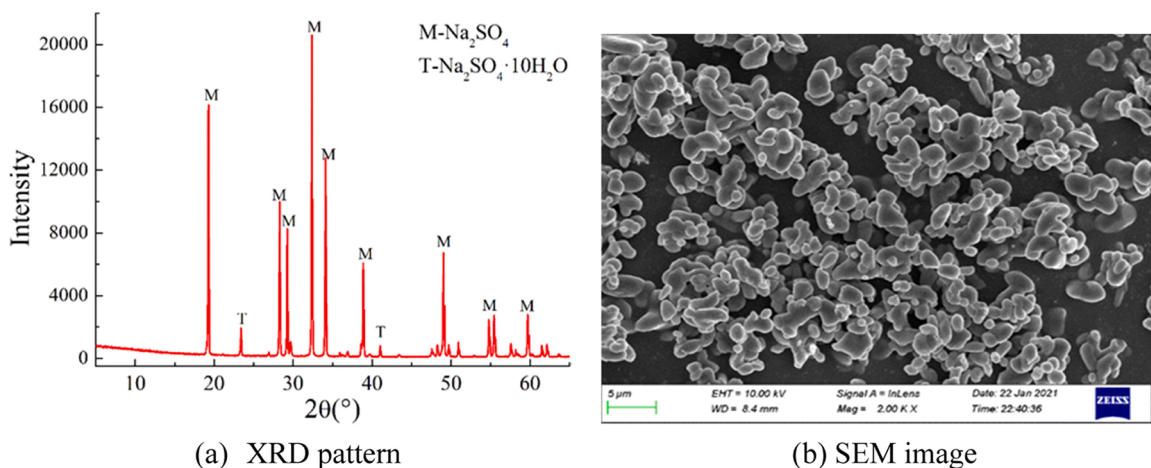 M-Na₂SO₄
T-Na₂SO₄·10H₂O
Intensity
20000
16000
12000
8000
4000
0
M
T
M
M
M
M
M
T
M
M
M
10
20
30
40
50
60
2θ(°)
(a) XRD pattern
5 µm
EHT = 10.00 kV
WD = 8.4 mm
Signal A = InLens
Mag = 2.00 K X
Date: 22 Jan 2021
Time: 22:40:36
ZEISS
(b) SEM image